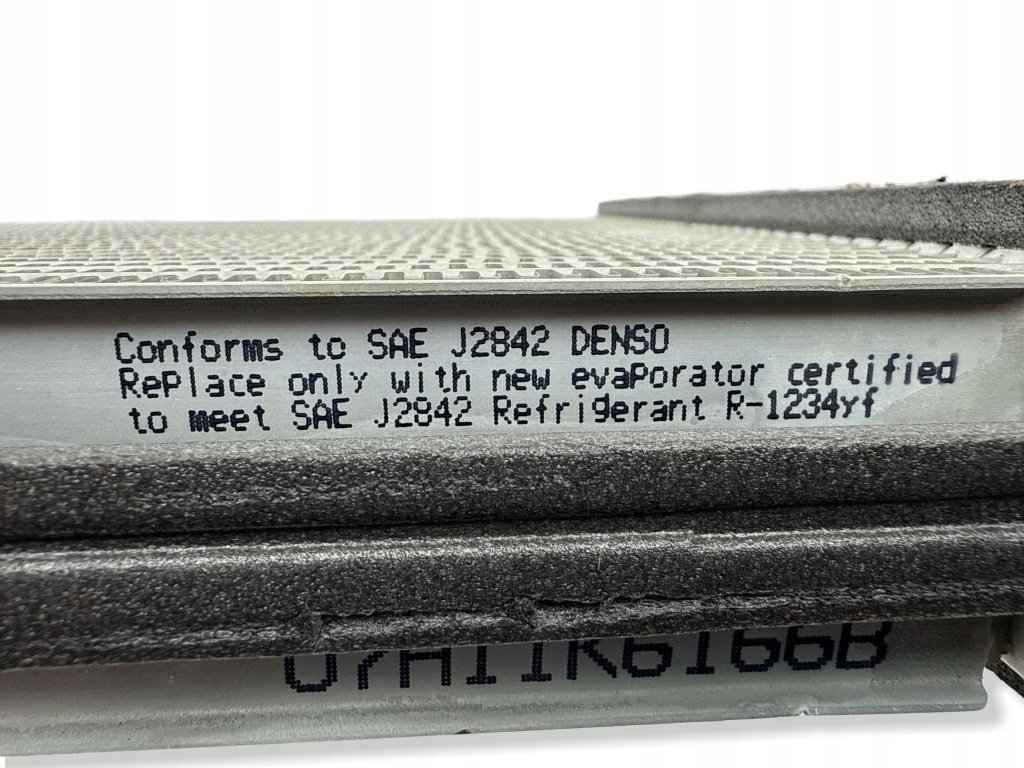 Conforms to SAE J2842 DENSO
RePlace only with new evaPorator certified
to meet SAE J2842 Refrigerant R-1234yf